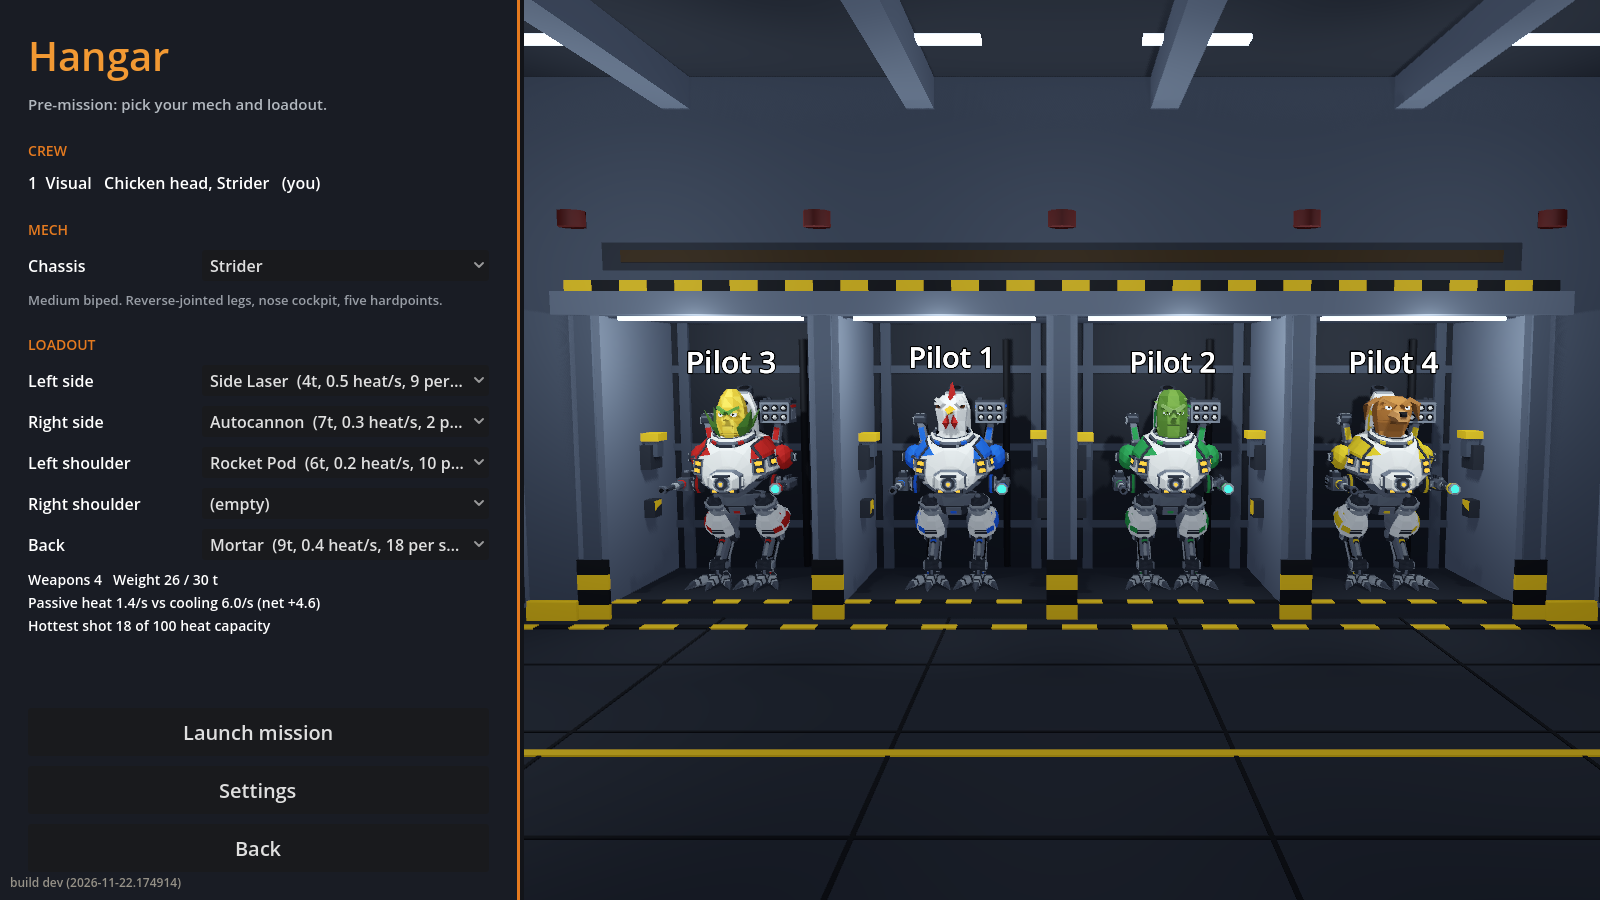 Hangar
Pre-mission: pick your mech and loadout.
CREW
1 Visual Chicken head, Strider (you)
MECH
Chassis Strider
Medium biped. Reverse-jointed legs, nose cockpit, five hardpoints.
LOADOUT
Left side Side Laser (4t, 0.5 heat/s, 9 per...
Right side Autocannon (7t, 0.3 heat/s, 2 p...
Left shoulder Rocket Pod (6t, 0.2 heat/s, 10 p...
Right shoulder (empty)
Back Mortar (9t, 0.4 heat/s, 18 per s...
Weapons 4 Weight 26 / 30 t
Passive heat 1.4/s vs cooling 6.0/s (net +4.6)
Hottest shot 18 of 100 heat capacity
Launch mission
Settings
Back
build dev (2026-11-22.174914)
Pilot 3
Pilot 1
Pilot 2
Pilot 4